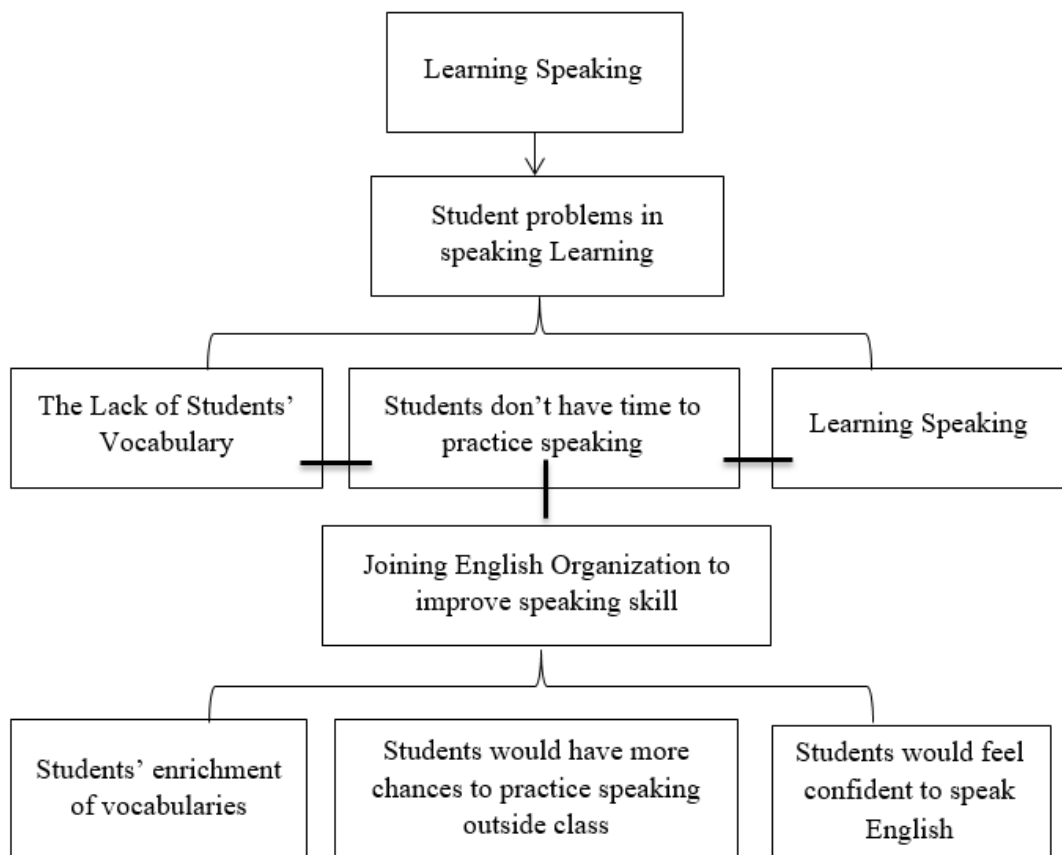 Learning Speaking
Student problems in
speaking Learning
The Lack of Students’
Vocabulary
Students don’t have time to
practice speaking
Learning Speaking
Joining English Organization to
improve speaking skill
Students’ enrichment
of vocabularies
Students would have more
chances to practice speaking
outside class
Students would feel
confident to speak
English